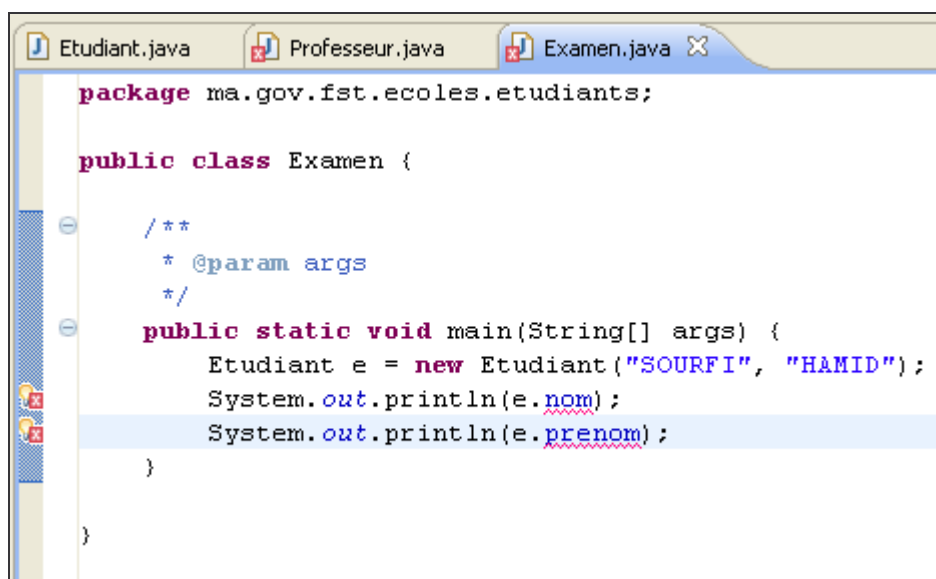 Etudiant.java Professeur.java Examen.java
package ma.gov.fst.ecoles.etudiants;
public class Examen {
/**
* @param args
*/
public static void main(String[] args) {
Etudiant e = new Etudiant("SOURFI", "HAMID");
System.out.println(e.nom);
System.out.println(e.prenom);
}
}